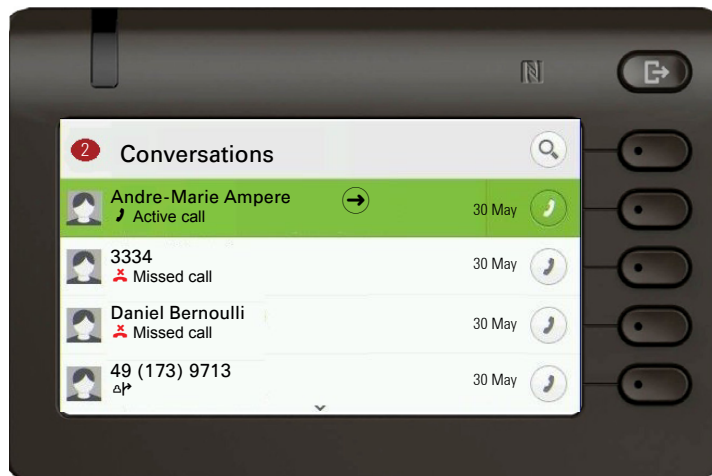 2
Conversations
Andre-Marie Ampere
Active call
30 May
3334
Missed call
30 May
Daniel Bernoulli
Missed call
30 May
49 (173) 9713
30 May